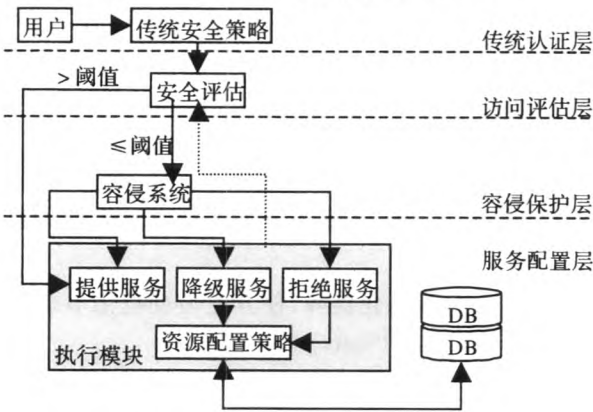 用户
传统安全策略
传统认证层
>阈值
安全评估
访问评估层
≤阈值
容侵系统
容侵保护层
服务配置层
提供服务
降级服务
拒绝服务
DB
资源配置策略
DB
执行模块